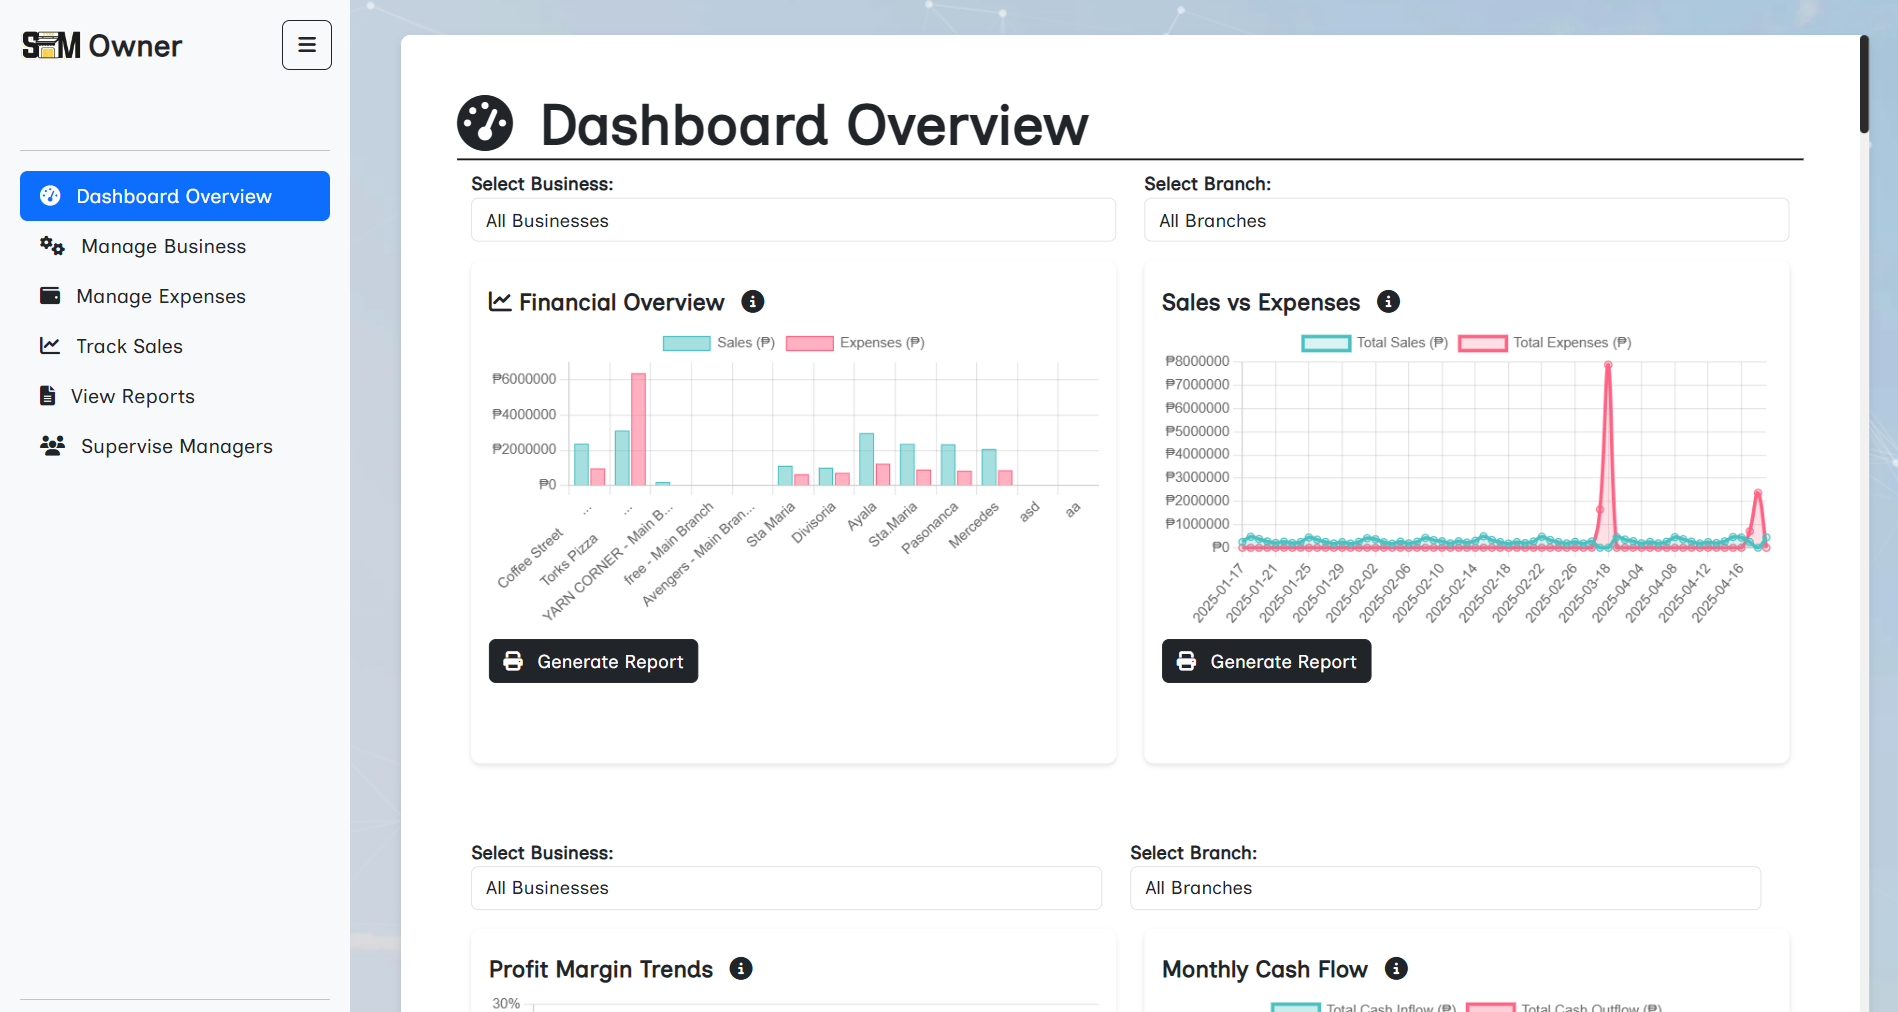 SM Owner
Dashboard Overview
Manage Business
Manage Expenses
Track Sales
View Reports
Supervise Managers
Dashboard Overview
Select Business:
All Businesses
Select Branch:
All Branches
Financial Overview
Sales (₱) Expenses (₱)
₱6000000
₱4000000
₱2000000
₱0
Coffee Street ...
Torks Pizza ...
YARN CORNER - Main B...
free - Main Branch
Avengers - Main Bran...
Sta Maria
Divisoria
Ayala
Sta.Maria
Pasonanca
Mercedes
asd
aa
Generate Report
Sales vs Expenses
Total Sales (₱) Total Expenses (₱)
₱8000000
₱7000000
₱6000000
₱5000000
₱4000000
₱3000000
₱2000000
₱1000000
₱0
2025-01-17
2025-01-21
2025-01-25
2025-01-29
2025-02-02
2025-02-06
2025-02-10
2025-02-14
2025-02-18
2025-02-22
2025-02-26
2025-03-18
2025-04-04
2025-04-08
2025-04-12
2025-04-16
Generate Report
Select Business:
All Businesses
Select Branch:
All Branches
Profit Margin Trends
30%
Monthly Cash Flow
Total Cash Inflow (₱) Total Cash Outflow (₱)